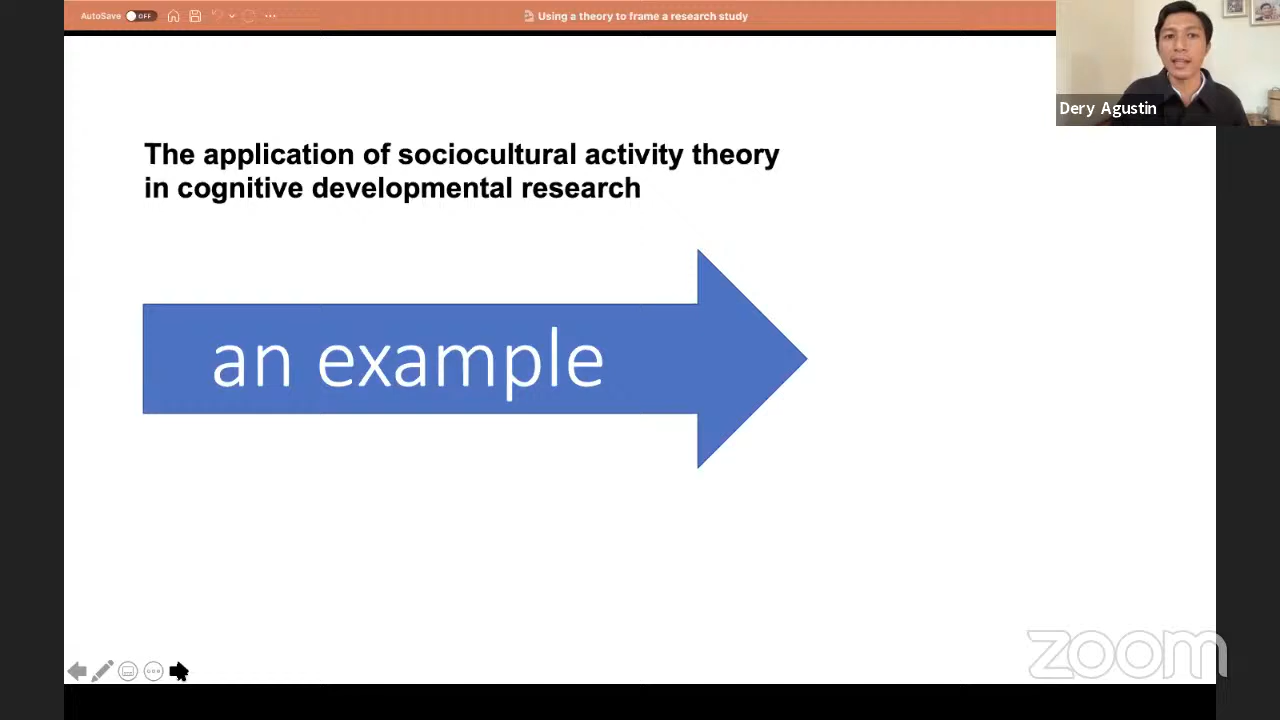 AutoSave OFF
Using a theory to frame a research study
Dery Agustin
The application of sociocultural activity theory
in cognitive developmental research
an example
zoom